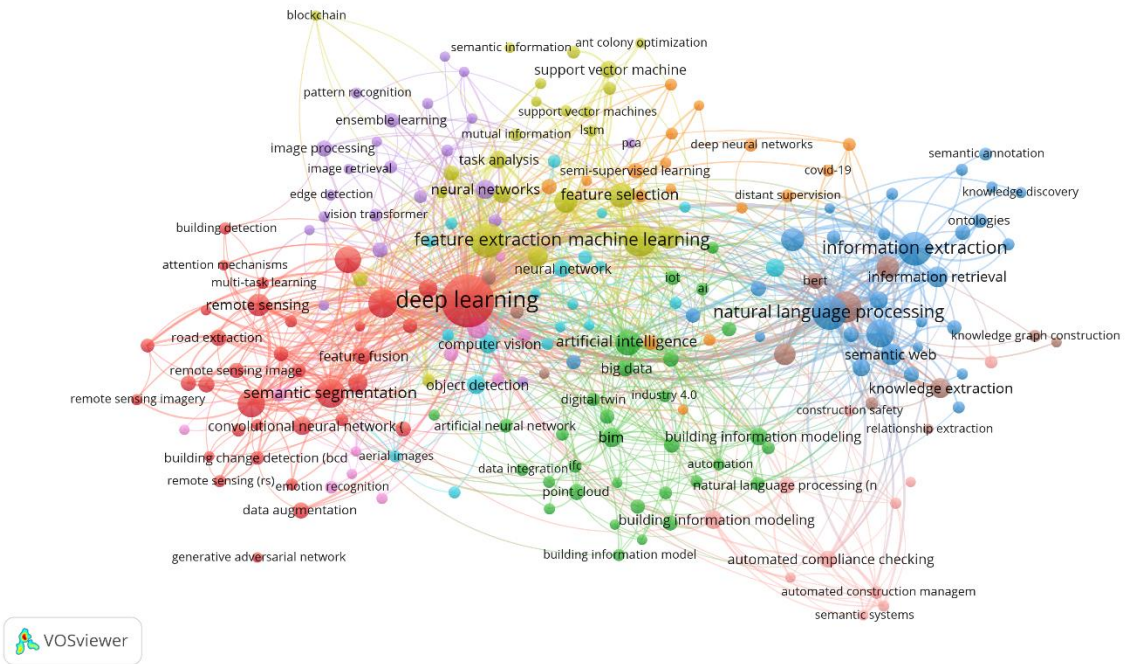 blockchain
semantic information
ant colony optimization
support vector machine
pattern recognition
support vector machines
ensemble learning
mutual information
lstm
image processing
pca
deep neural networks
semantic annotation
task analysis
image retrieval
semi-supervised learning
covid-19
edge detection
neural networks
feature selection
distant supervision
knowledge discovery
vision transformer
ontologies
building detection
feature extraction
machine learning
information extraction
attention mechanisms
neural network
information retrieval
multi-task learning
iot
ai
bert
remote sensing
deep learning
natural language processing
road extraction
computer vision
artificial intelligence
knowledge graph construction
feature fusion
semantic web
remote sensing image
big data
object detection
knowledge extraction
semantic segmentation
remote sensing imagery
digital twin
industry 4.0
construction safety
convolutional neural network (
artificial neural network
bim
building information modeling
relationship extraction
building change detection (bcd
aerial images
data integration
ifc
automation
remote sensing (rs)
emotion recognition
point cloud
natural language processing (n
data augmentation
building information modeling
generative adversarial network
building information model
automated compliance checking
automated construction managem
semantic systems
VOSviewer